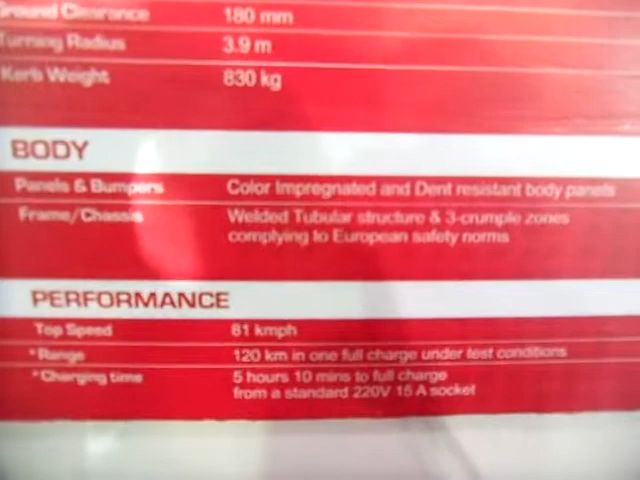 Ground Clearance 180 mm
Turning Radius 3.9 m
Kerb Weight 830 kg
BODY
Panels & Bumpers Color Impregnated and Dent resistant body panels
Frame/Chassis Welded Tubular structure & 3-crumple zones
complying to European safety norms
PERFORMANCE
Top Speed 81 kmph
*Range 120 km in one full charge under test conditions
*Charging time 5 hours 10 mins to full charge
from a standard 220V 15 A socket